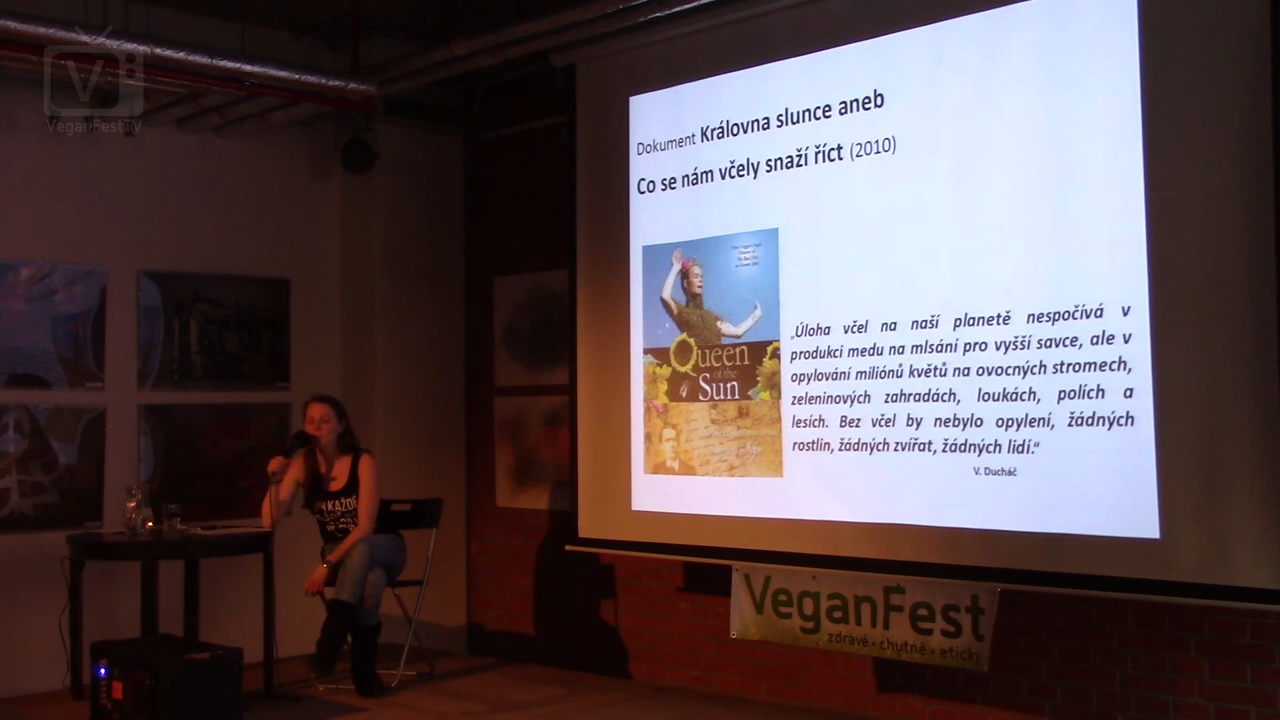 VeganFestTV
Dokument Královna slunce aneb
Co se nám včely snaží říct (2010)
Queen
of the
Sun
„Úloha včel na naší planetě nespočívá v
produkci medu na mlsání pro vyšší savce, ale v
opylování miliónů květů na ovocných stromech,
zeleninových zahradách, loukách, polích a
lesích. Bez včel by nebylo opylení, žádných
rostlin, žádných zvířat, žádných lidí.“
V. Ducháč
KAŽDÉ
VeganFest
zdravě • chutně • eticky